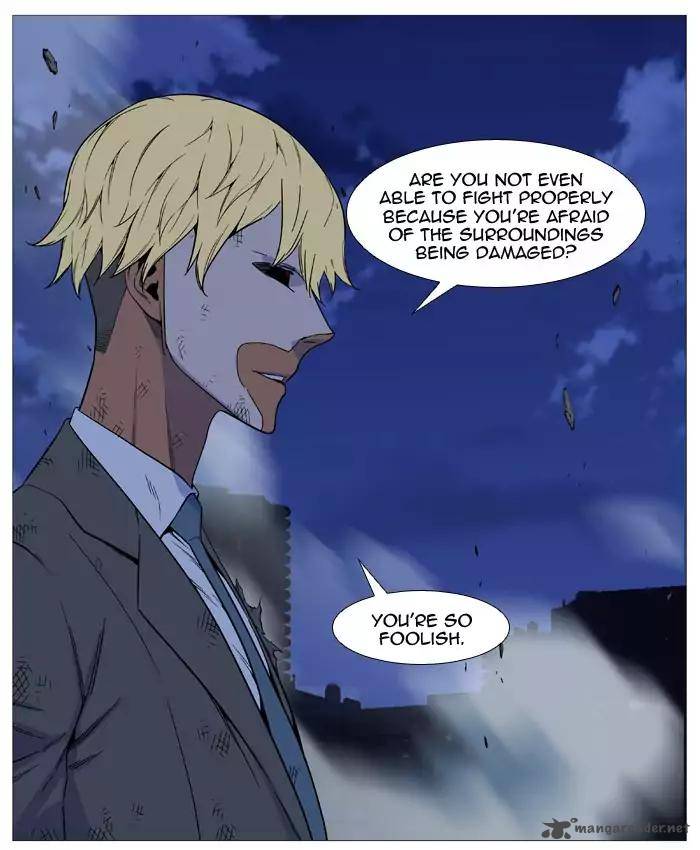 ARE YOU NOT EVEN
ABLE TO FIGHT PROPERLY
BECAUSE YOU'RE AFRAID
OF THE SURROUNDINGS
BEING DAMAGED?
YOU'RE SO
FOOLISH.
mangareader.net